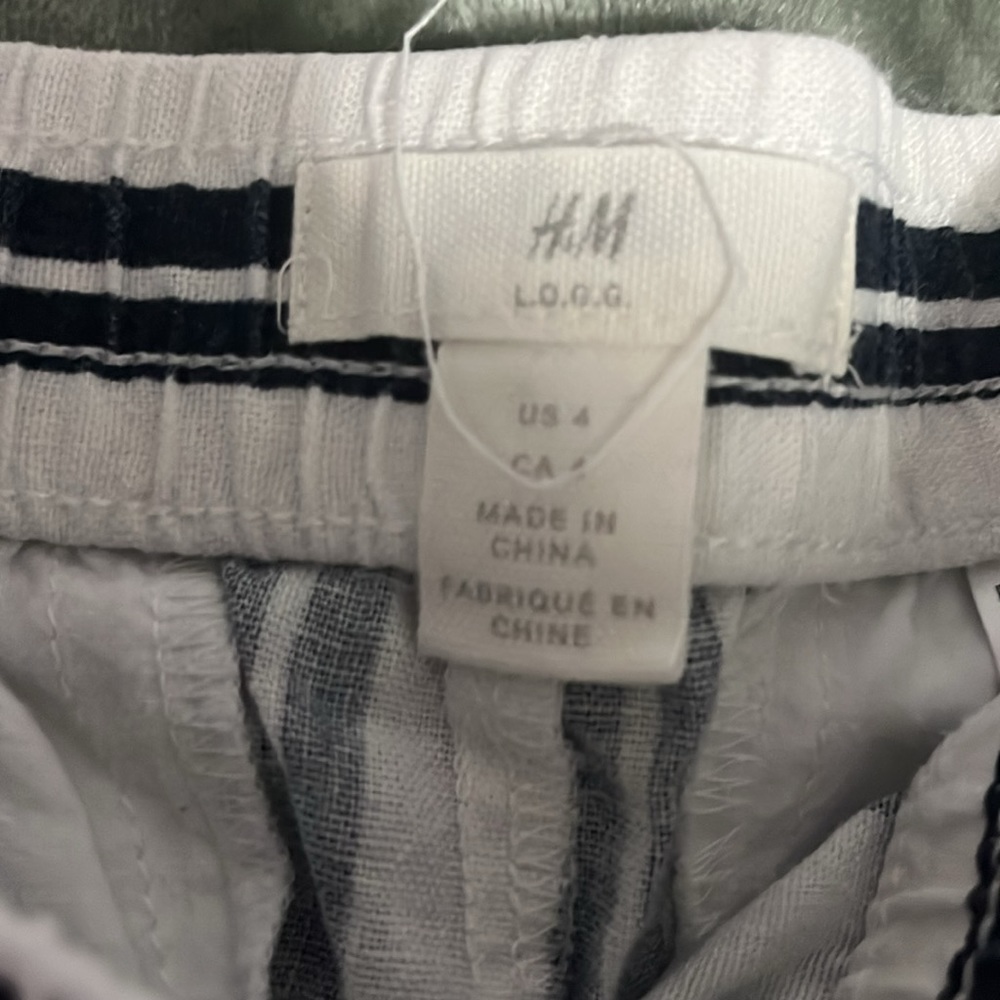 H&M
L.O.G.G.
US 4
CA 4
MADE IN
CHINA
FABRIQUÉ EN
CHINE